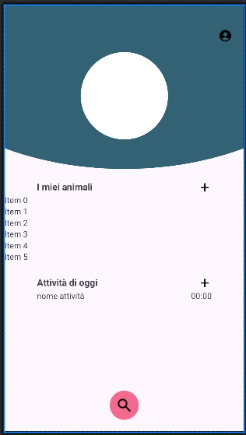 I miei animali
Item 0
Item 1
Item 2
Item 3
Item 4
Item 5
Attività di oggi
nome attività 00:00